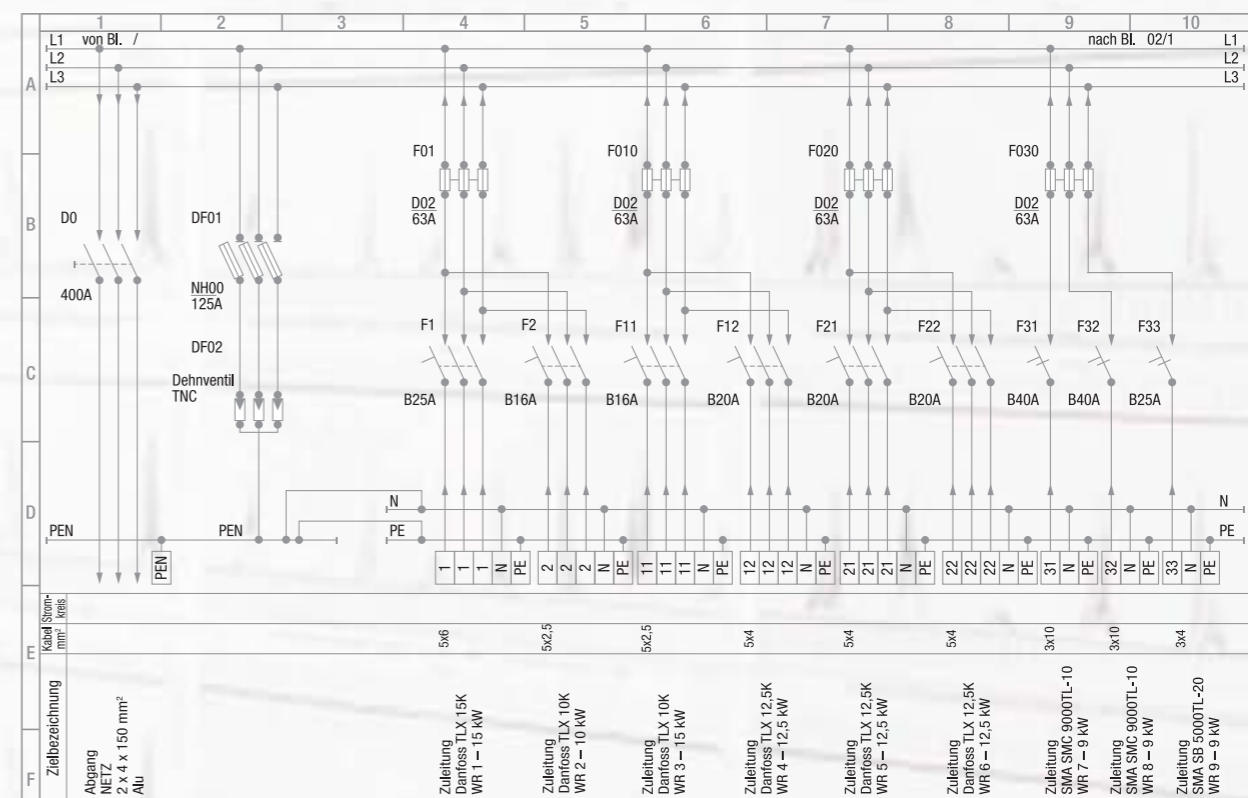 1 2 3 4 5 6 7 8 9 10
L1 von Bl. / nach Bl. 02/1 L1
L2 L2
L3 L3
A
F01 F010 F020 F030
B
D0 DF01
D02 D02 D02 D02
63A 63A 63A 63A
400A
NH00
125A
F1 F2 F11 F12 F21 F22 F31 F32 F33
C
DF02
Dehnventil
TNC
B25A B16A B16A B20A B20A B20A B40A B40A B25A
D
N N
PEN PEN PE PE
PEN
1 1 1 N PE
2 2 2 N PE
11 11 11 N PE
12 12 12 N PE
21 21 21 N PE
22 22 22 N PE
31 N PE
32 N PE
33 N PE
Strom-
kreis
E
Kabel
mm²
5x6 5x2,5 5x2,5 5x4 5x4 5x4 3x10 3x10 3x4
F
Zielbezeichnung
Abgang
NETZ
2 x 4 x 150 mm²
Alu
Zuleitung
Danfoss TLX 15K
WR 1 – 15 kW
Zuleitung
Danfoss TLX 10K
WR 2 – 10 kW
Zuleitung
Danfoss TLX 10K
WR 3 – 15 kW
Zuleitung
Danfoss TLX 12,5K
WR 4 – 12,5 kW
Zuleitung
Danfoss TLX 12,5K
WR 5 – 12,5 kW
Zuleitung
Danfoss TLX 12,5K
WR 6 – 12,5 kW
Zuleitung
SMA SMC 9000TL-10
WR 7 – 9 kW
Zuleitung
SMA SMC 9000TL-10
WR 8 – 9 kW
Zuleitung
SMA SB 5000TL-20
WR 9 – 9 kW